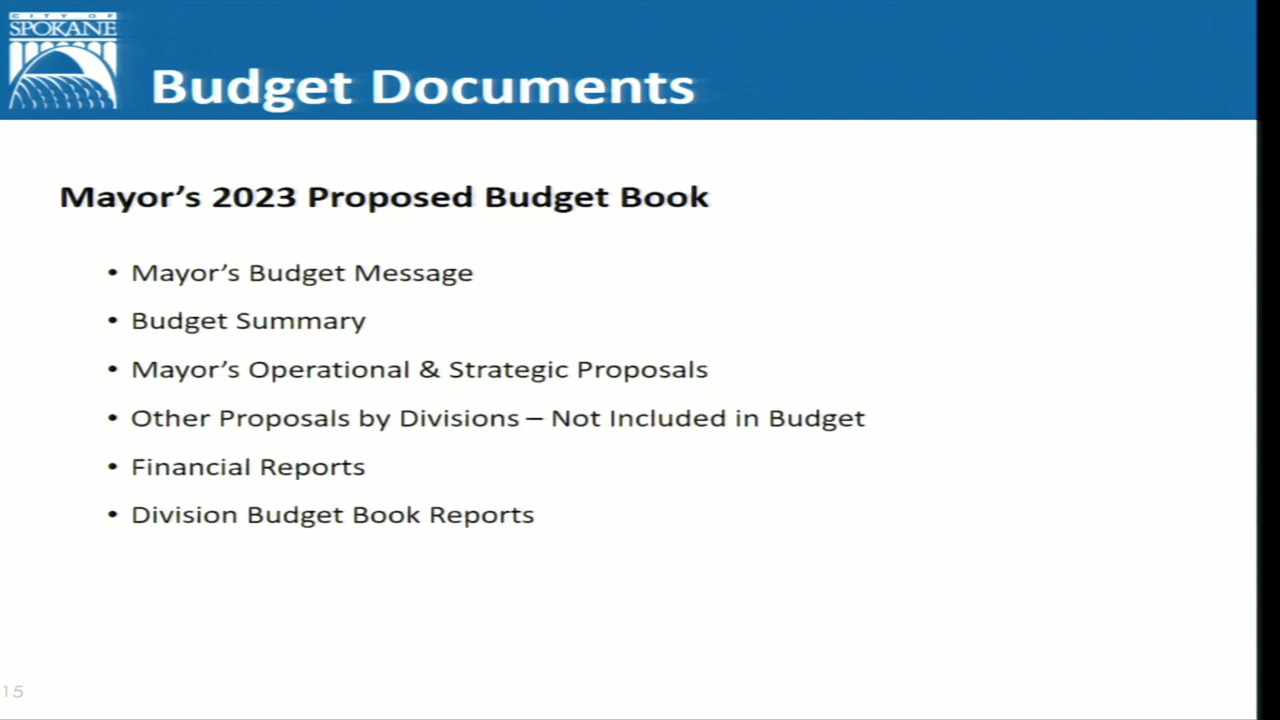 CITY OF
SPOKANE
Budget Documents
Mayor’s 2023 Proposed Budget Book
• Mayor’s Budget Message
• Budget Summary
• Mayor’s Operational & Strategic Proposals
• Other Proposals by Divisions – Not Included in Budget
• Financial Reports
• Division Budget Book Reports
15